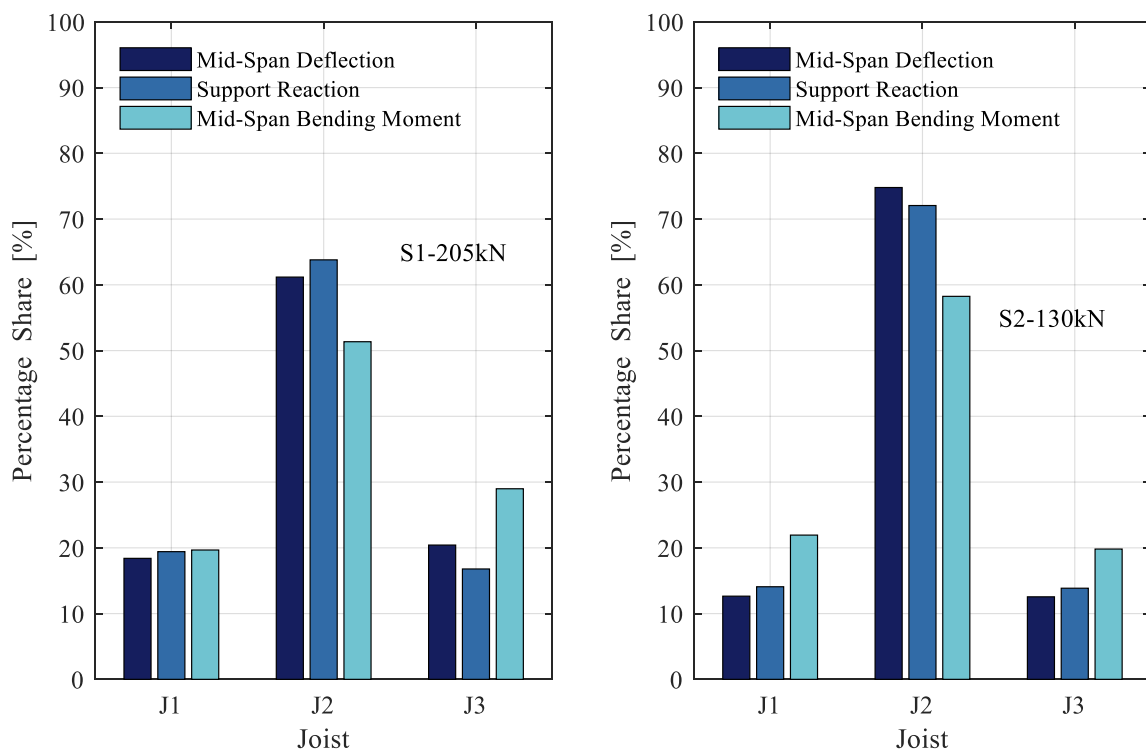 Percentage Share [%]
100
90
80
70
60
50
40
30
20
10
0
Mid-Span Deflection
Support Reaction
Mid-Span Bending Moment
S1-205kN
J1 J2 J3
Joist
Percentage Share [%]
100
90
80
70
60
50
40
30
20
10
0
Mid-Span Deflection
Support Reaction
Mid-Span Bending Moment
S2-130kN
J1 J2 J3
Joist